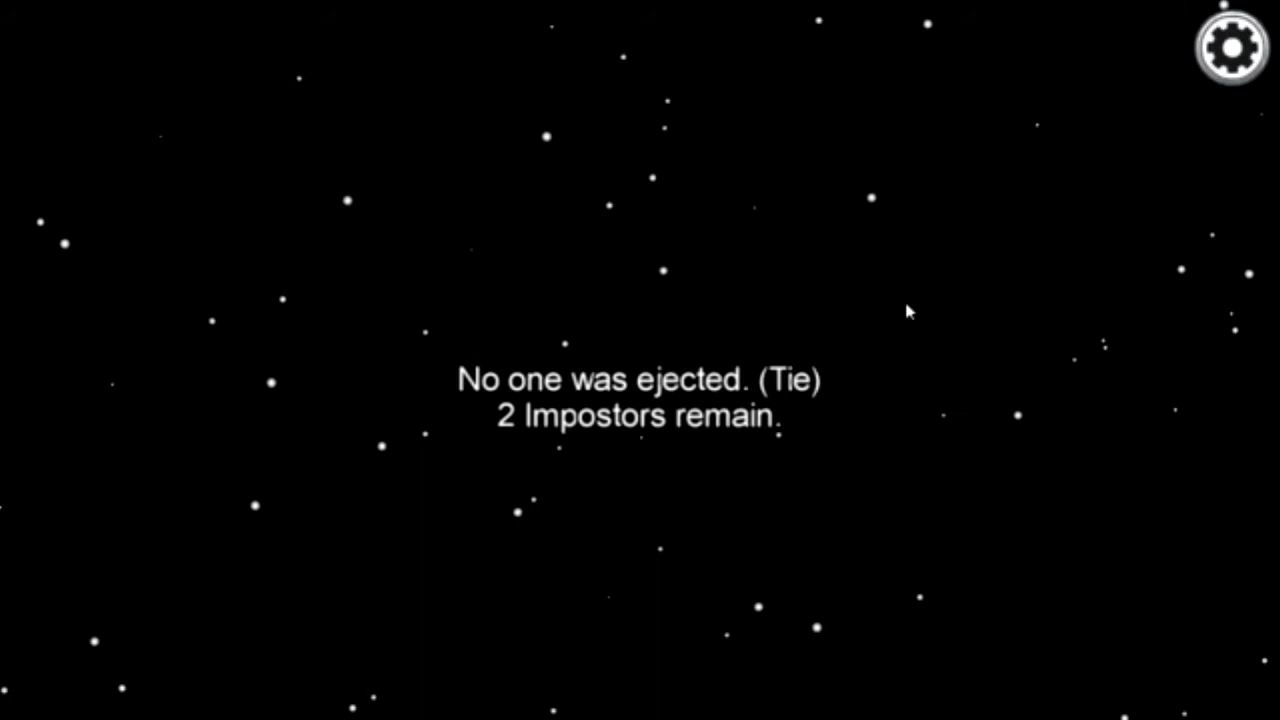 No one was ejected. (Tie)
2 Impostors remain.